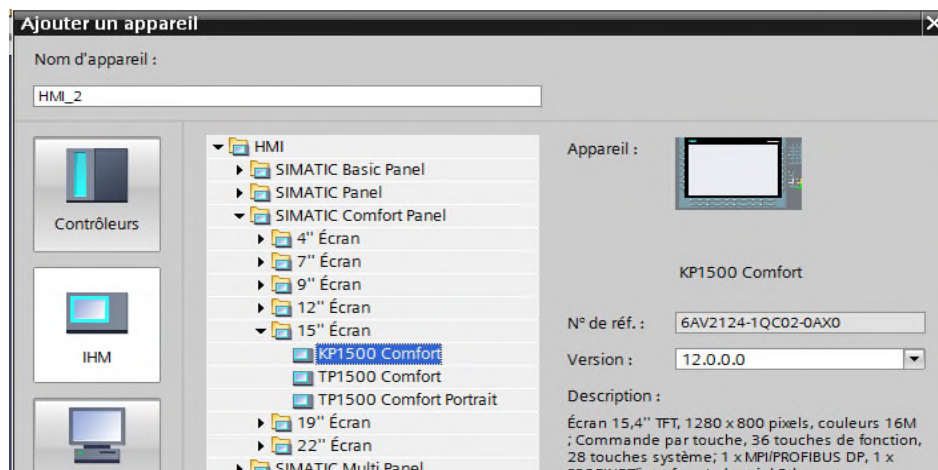 Ajouter un appareil
Nom d'appareil :
HMI_2
Contrôleurs
IHM
HMI
SIMATIC Basic Panel
SIMATIC Panel
SIMATIC Comfort Panel
4'' Écran
7'' Écran
9'' Écran
12'' Écran
15'' Écran
KP1500 Comfort
TP1500 Comfort
TP1500 Comfort Portrait
19'' Écran
22'' Écran
SIMATIC Multi Panel
Appareil :
KP1500 Comfort
N° de réf. : 6AV2124-1QC02-0AX0
Version : 12.0.0.0
Description :
Écran 15,4'' TFT, 1280 x 800 pixels, couleurs 16M
; Commande par touche, 36 touches de fonction,
28 touches système; 1 x MPI/PROFIBUS DP, 1 x